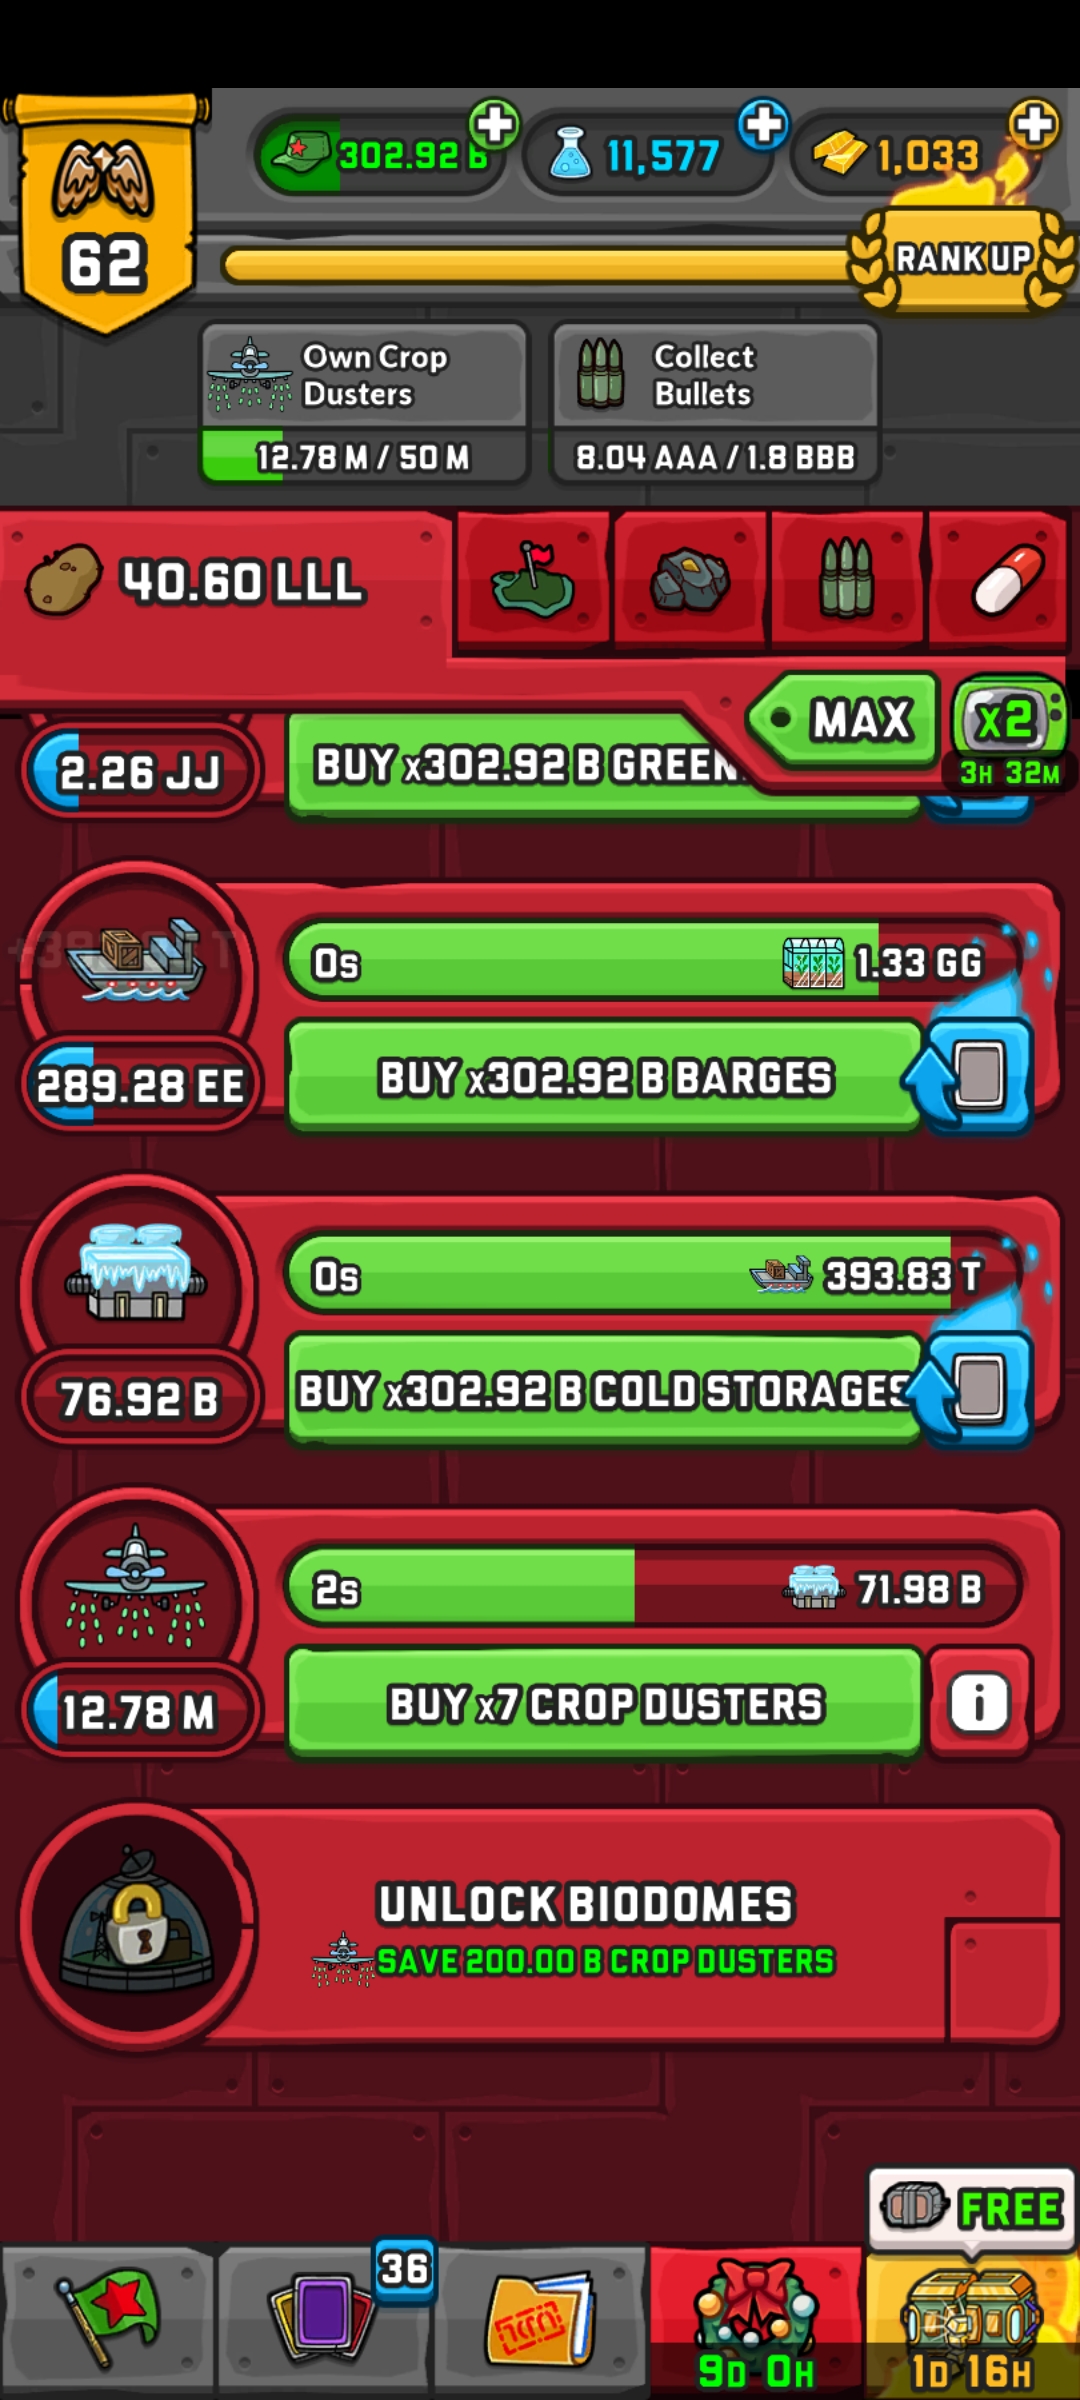 302.92 B
11,577
1,033
62
RANK UP
Own Crop
Dusters
12.78 M / 50 M
Collect
Bullets
8.04 AAA / 1.8 BBB
40.60 LLL
MAX
x2
3H 32M
2.26 JJ
BUY x302.92 B GREEN
0s
1.33 GG
289.28 EE
BUY x302.92 B BARGES
0s
393.83 T
76.92 B
BUY x302.92 B COLD STORAGES
2s
71.98 B
12.78 M
BUY x7 CROP DUSTERS
i
UNLOCK BIODOMES
SAVE 200.00 B CROP DUSTERS
FREE
36
9D 0H
1D 16H